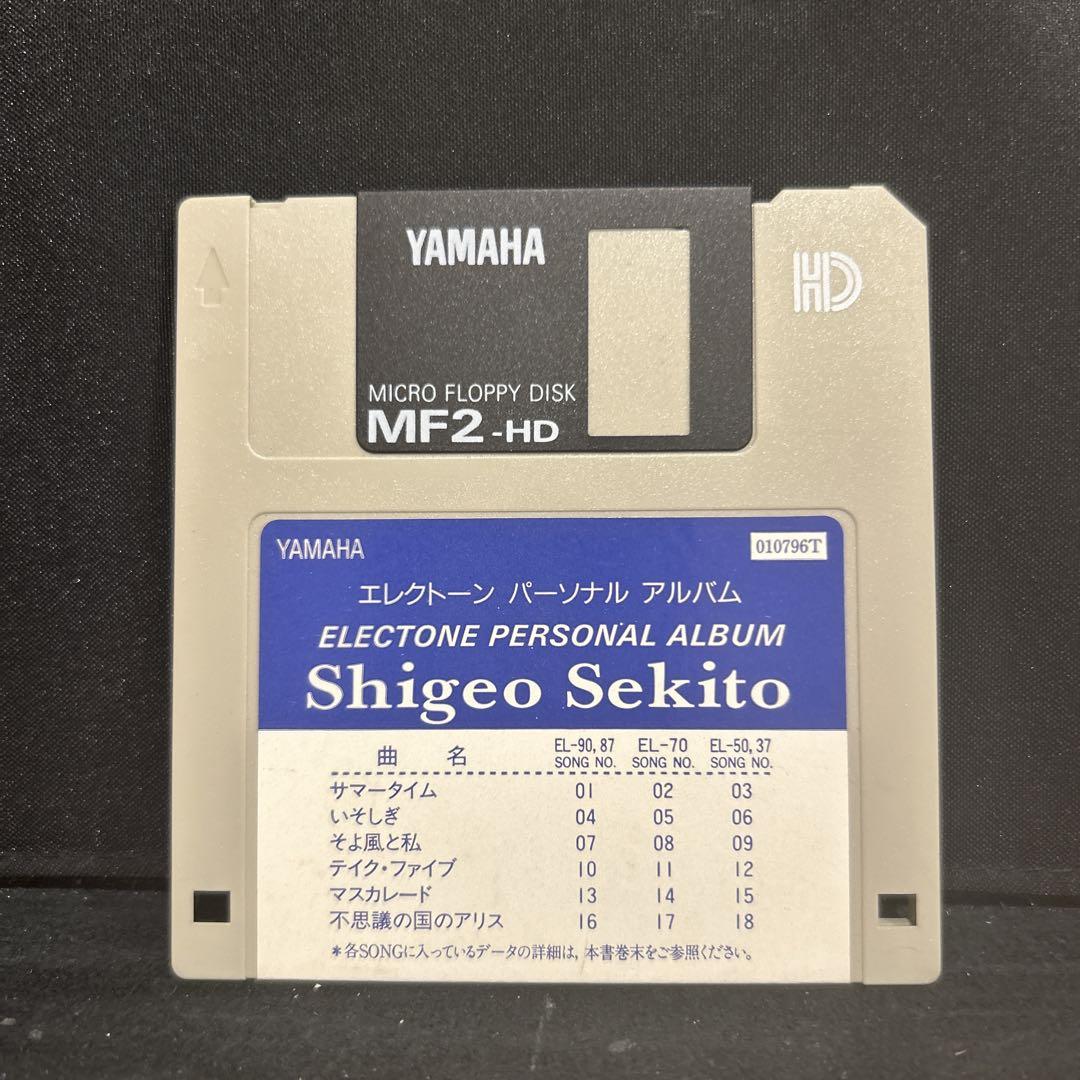 YAMAHA
HD
MICRO FLOPPY DISK
MF2-HD
YAMAHA 010796T
エレクトーン パーソナル アルバム
ELECTONE PERSONAL ALBUM
Shigeo Sekito
曲 名 EL-90, 87 SONG NO. EL-70 SONG NO. EL-50, 37 SONG NO.
サマータイム 01 02 03
いそしぎ 04 05 06
そよ風と私 07 08 09
テイク・ファイブ 10 11 12
マスカレード 13 14 15
不思議の国のアリス 16 17 18
*各SONGに入っているデータの詳細は, 本書巻末をご参照ください。